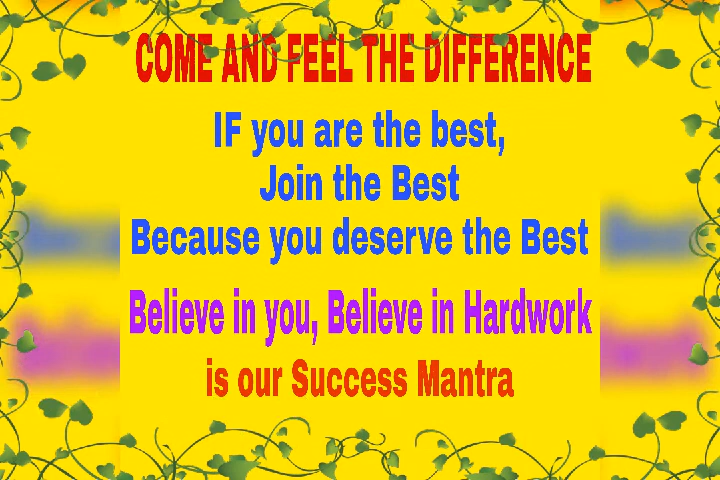 COME AND FEEL THE DIFFERENCE
IF you are the best,
Join the Best
Because you deserve the Best
Believe in you, Believe in Hardwork
is our Success Mantra